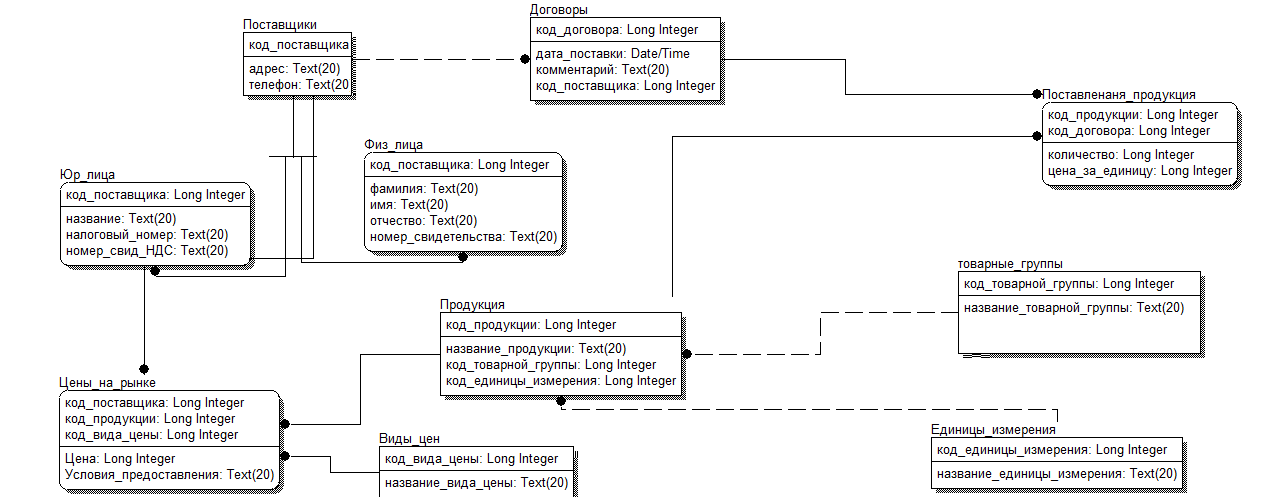 Поставщики
код_поставщика
адрес: Text(20)
телефон: Text(20
Договоры
код_договора: Long Integer
дата_поставки: Date/Time
комментарий: Text(20)
код_поставщика: Long Integer
Поставленаня_продукция
код_продукции: Long Integer
код_договора: Long Integer
количество: Long Integer
цена_за_единицу: Long Integer
Физ_лица
код_поставщика: Long Integer
фамилия: Text(20)
имя: Text(20)
отчество: Text(20)
номер_свидетельства: Text(20)
Юр_лица
код_поставщика: Long Integer
название: Text(20)
налоговый_номер: Text(20)
номер_свид_НДС: Text(20)
товарные_группы
код_товарной_группы: Long Integer
название_товарной_группы: Text(20)
Продукция
код_продукции: Long Integer
название_продукции: Text(20)
код_товарной_группы: Long Integer
код_единицы_измерения: Long Integer
Цены_на_рынке
код_поставщика: Long Integer
код_продукции: Long Integer
код_вида_цены: Long Integer
Цена: Long Integer
Условия_предоставления: Text(20)
Виды_цен
код_вида_цены: Long Integer
название_вида_цены: Text(20)
Единицы_измерения
код_единицы_измерения: Long Integer
название_единицы_измерения: Text(20)